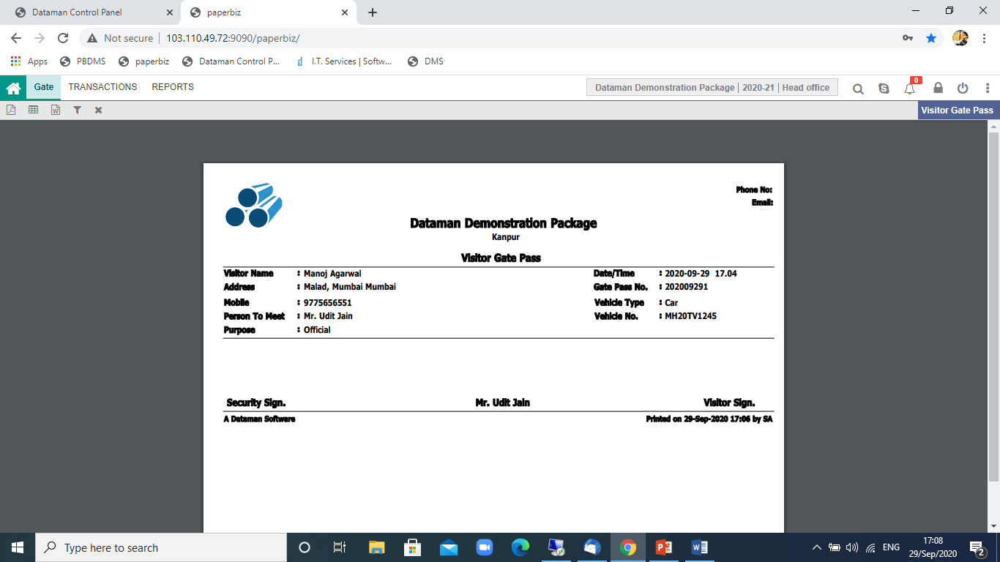 Dataman Control Panel
paperbiz
Not secure
103.110.49.72:9090/paperbiz/
Apps PBDMS paperbiz Dataman Control P... I.T. Services | Softw... DMS
Gate TRANSACTIONS REPORTS
Dataman Demonstration Package | 2020-21 | Head office
0
Visitor Gate Pass
Phone No:
Email:
Dataman Demonstration Package
Kanpur
Visitor Gate Pass
Visitor Name : Manoj Agarwal Date/Time : 2020-09-29 17.04
Address : Malad, Mumbai Mumbai Gate Pass No. : 202009291
Mobile : 9775656551 Vehicle Type : Car
Person To Meet : Mr. Udit Jain Vehicle No. : MH20TV1245
Purpose : Official
Security Sign. Mr. Udit Jain Visitor Sign.
A Dataman Software Printed on 29-Sep-2020 17:06 by SA
Type here to search
ENG
17:08
29/Sep/2020
2